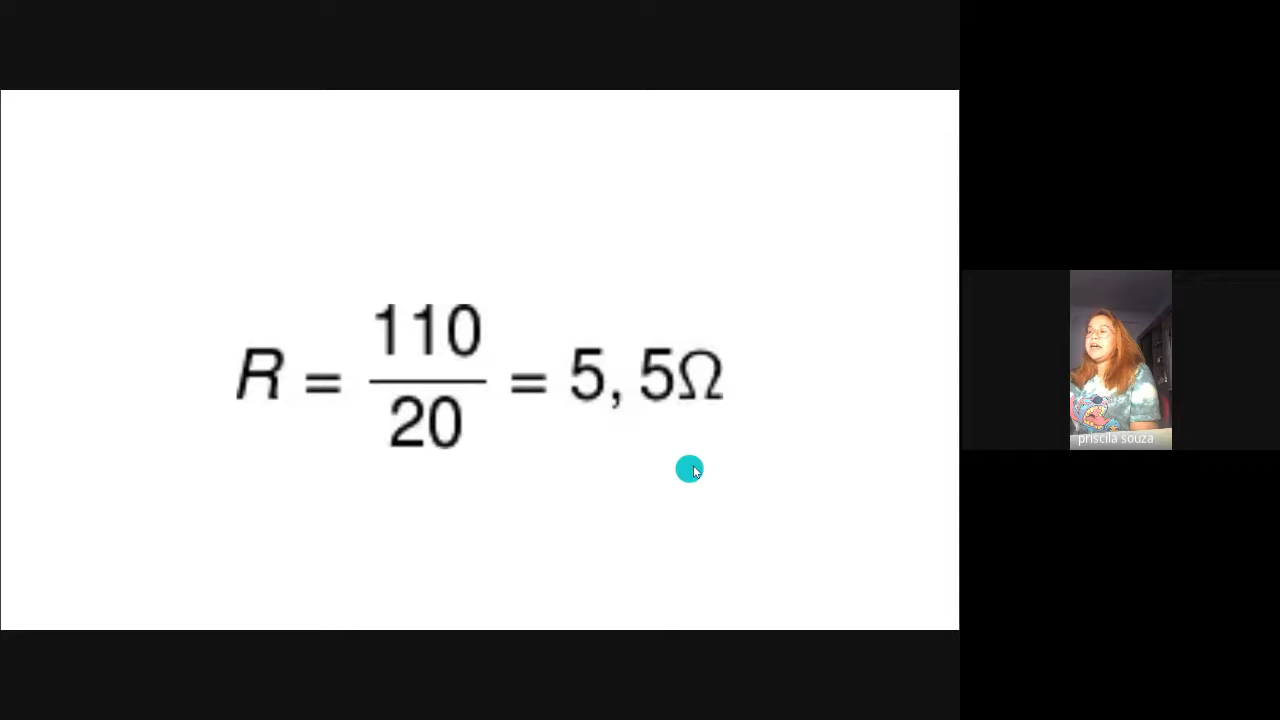 R = 110/20 = 5,5Ω
priscila souza